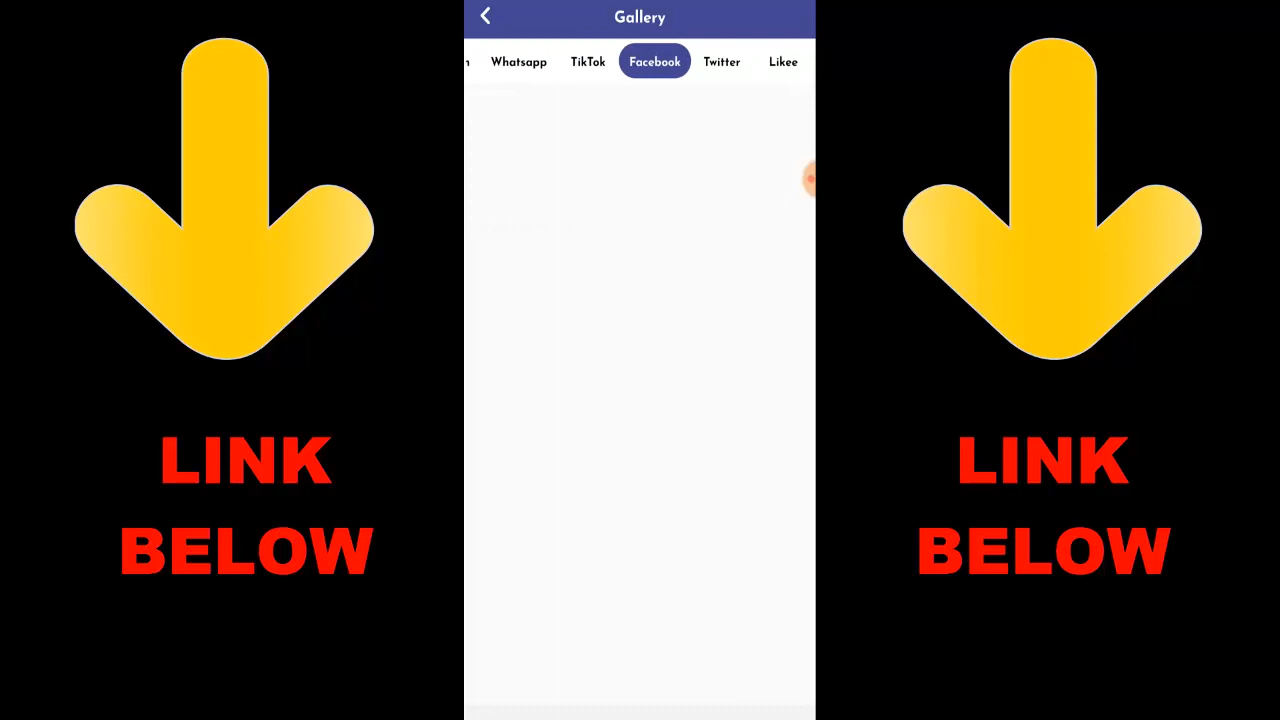 Gallery
Whatsapp TikTok Facebook Twitter Likee
LINK
BELOW
LINK
BELOW